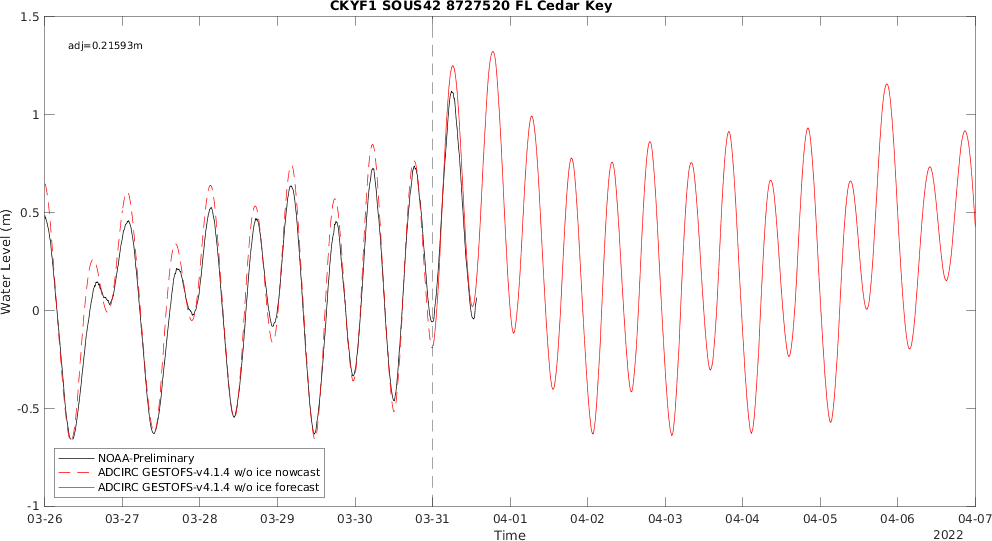 CKYF1 SOUS42 8727520 FL Cedar Key
adj=0.21593m
1.5
1
0.5
0
-0.5
-1
Water Level (m)
NOAA-Preliminary
ADCIRC GESTOFS-v4.1.4 w/o ice nowcast
ADCIRC GESTOFS-v4.1.4 w/o ice forecast
03-26 03-27 03-28 03-29 03-30 03-31 04-01 04-02 04-03 04-04 04-05 04-06 04-07
Time
2022